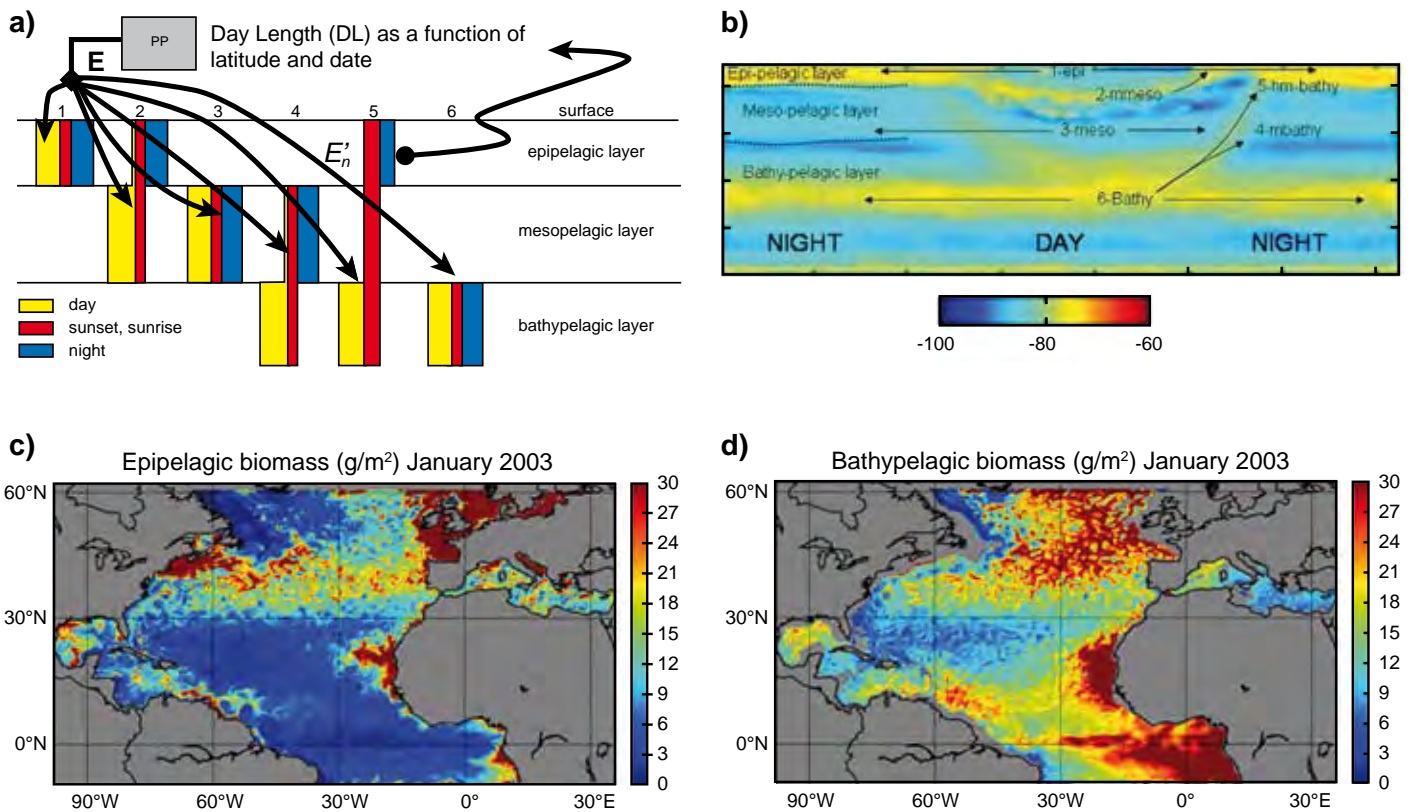 a)
PP
Day Length (DL) as a function of
latitude and date
E
1 2 3 4 5 6
surface
E'n
epipelagic layer
mesopelagic layer
bathypelagic layer
day
sunset, sunrise
night
b)
Epi-pelagic layer
1-epi
2-mmeso
5-hm-bathy
Meso-pelagic layer
3-meso
4-mbathy
Bathy-pelagic layer
6-Bathy
NIGHT DAY NIGHT
-100 -80 -60
c)
Epipelagic biomass (g/m²) January 2003
60°N
30°N
0°N
90°W 60°W 30°W 0° 30°E
30
27
24
21
18
15
12
9
6
3
0
d)
Bathypelagic biomass (g/m²) January 2003
60°N
30°N
0°N
90°W 60°W 30°W 0° 30°E
30
27
24
21
18
15
12
9
6
3
0